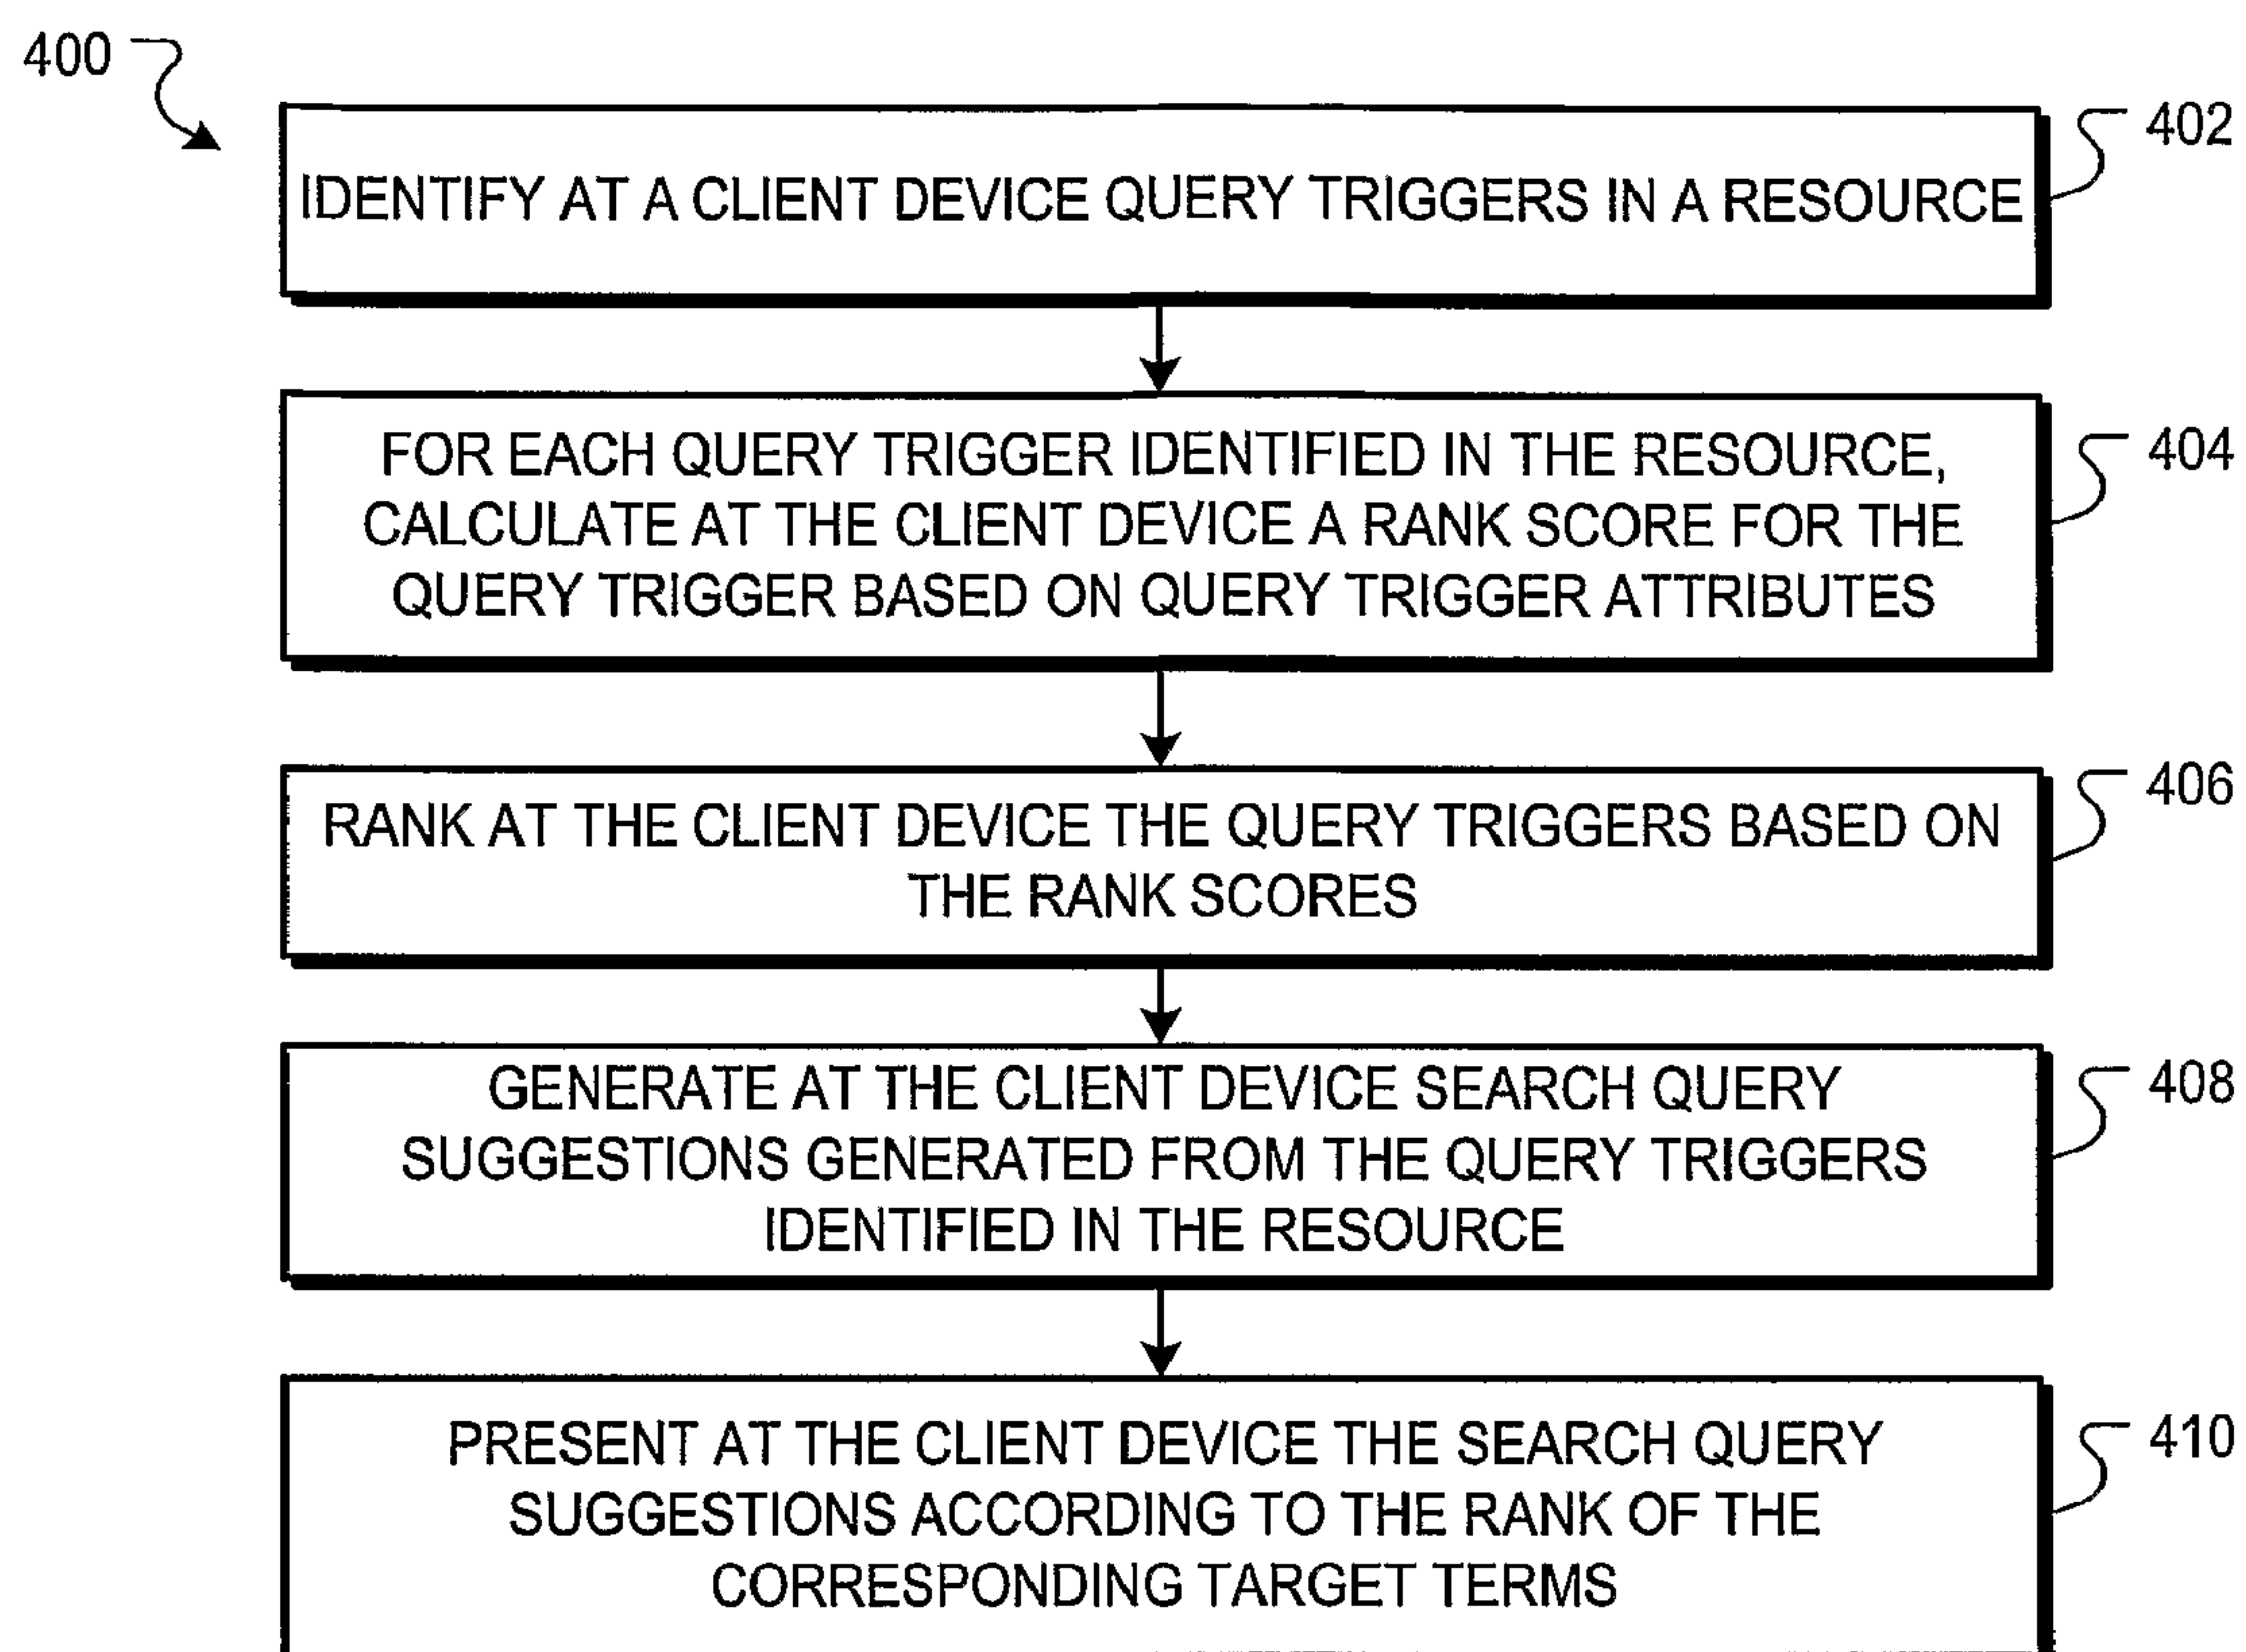 400
402
IDENTIFY AT A CLIENT DEVICE QUERY TRIGGERS IN A RESOURCE
404
FOR EACH QUERY TRIGGER IDENTIFIED IN THE RESOURCE,
CALCULATE AT THE CLIENT DEVICE A RANK SCORE FOR THE
QUERY TRIGGER BASED ON QUERY TRIGGER ATTRIBUTES
406
RANK AT THE CLIENT DEVICE THE QUERY TRIGGERS BASED ON
THE RANK SCORES
408
GENERATE AT THE CLIENT DEVICE SEARCH QUERY
SUGGESTIONS GENERATED FROM THE QUERY TRIGGERS
IDENTIFIED IN THE RESOURCE
410
PRESENT AT THE CLIENT DEVICE THE SEARCH QUERY
SUGGESTIONS ACCORDING TO THE RANK OF THE
CORRESPONDING TARGET TERMS